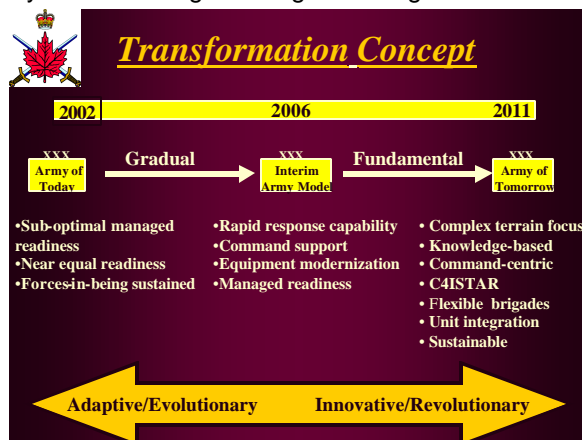 Transformation Concept
2002 2006 2011
XXX XXX XXX
Army of Today
Gradual
Interim Army Model
Fundamental
Army of Tomorrow
•Sub-optimal managed
readiness
•Near equal readiness
•Forces-in-being sustained
•Rapid response capability
•Command support
•Equipment modernization
•Managed readiness
• Complex terrain focus
• Knowledge-based
• Command-centric
• C4ISTAR
• Flexible brigades
• Unit integration
• Sustainable
Adaptive/Evolutionary Innovative/Revolutionary